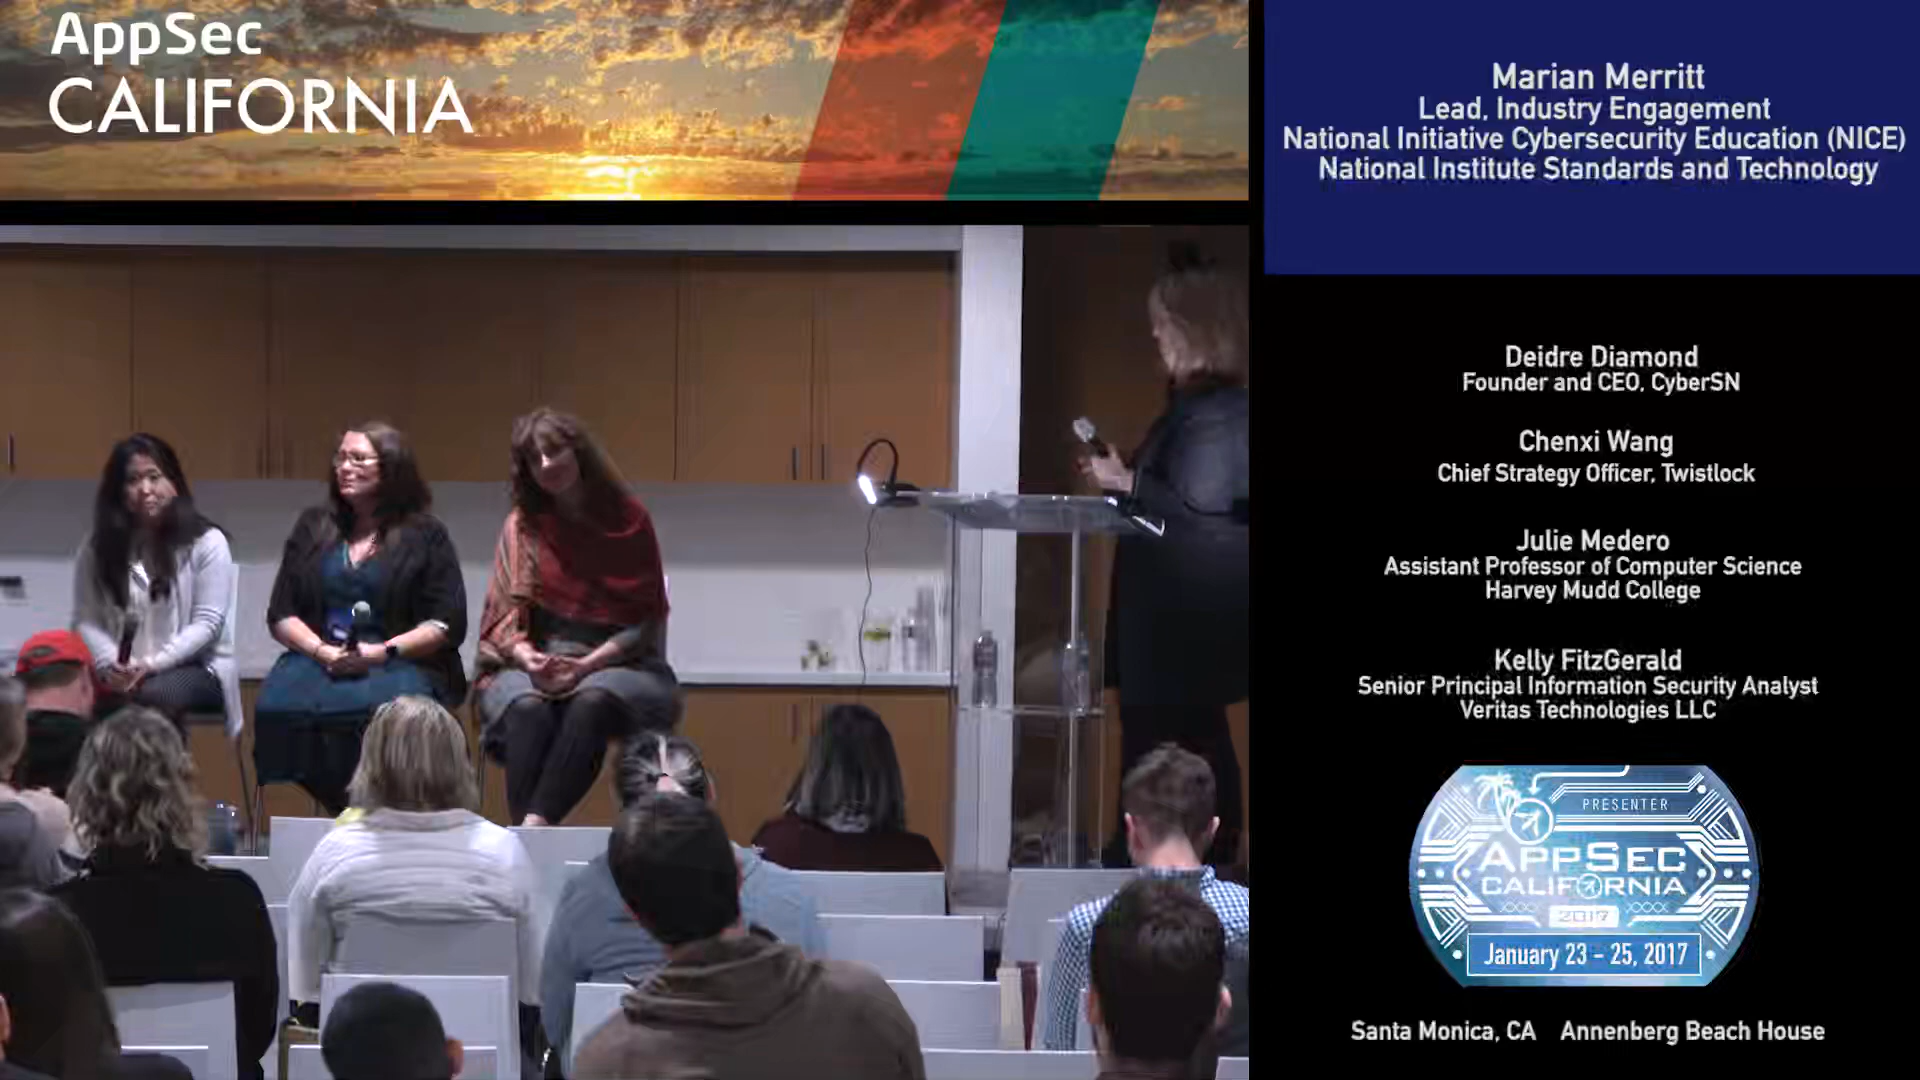 AppSec
CALIFORNIA
Marian Merritt
Lead, Industry Engagement
National Initiative Cybersecurity Education (NICE)
National Institute Standards and Technology
Deidre Diamond
Founder and CEO, CyberSN
Chenxi Wang
Chief Strategy Officer, Twistlock
Julie Medero
Assistant Professor of Computer Science
Harvey Mudd College
Kelly FitzGerald
Senior Principal Information Security Analyst
Veritas Technologies LLC
PRESENTER
APPSEC
CALIFORNIA
2017
January 23 - 25, 2017
Santa Monica, CA Annenberg Beach House